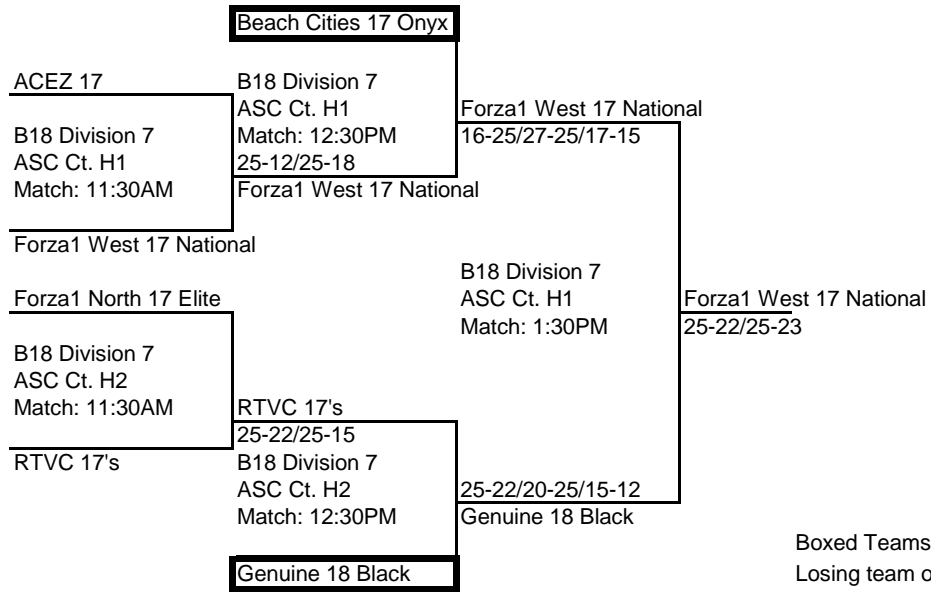 Beach Cities 17 Onyx
ACEZ 17
B18 Division 7
ASC Ct. H1
Match: 11:30AM
Forza1 West 17 National
B18 Division 7
ASC Ct. H1
Match: 12:30PM
25-12/25-18
Forza1 West 17 National
Forza1 West 17 National
16-25/27-25/17-15
Forza1 North 17 Elite
B18 Division 7
ASC Ct. H2
Match: 11:30AM
RTVC 17's
RTVC 17's
25-22/25-15
B18 Division 7
ASC Ct. H2
Match: 12:30PM
Genuine 18 Black
B18 Division 7
ASC Ct. H1
Match: 1:30PM
25-22/20-25/15-12
Genuine 18 Black
Forza1 West 17 National
25-22/25-23
Boxed Teams
Losing team o